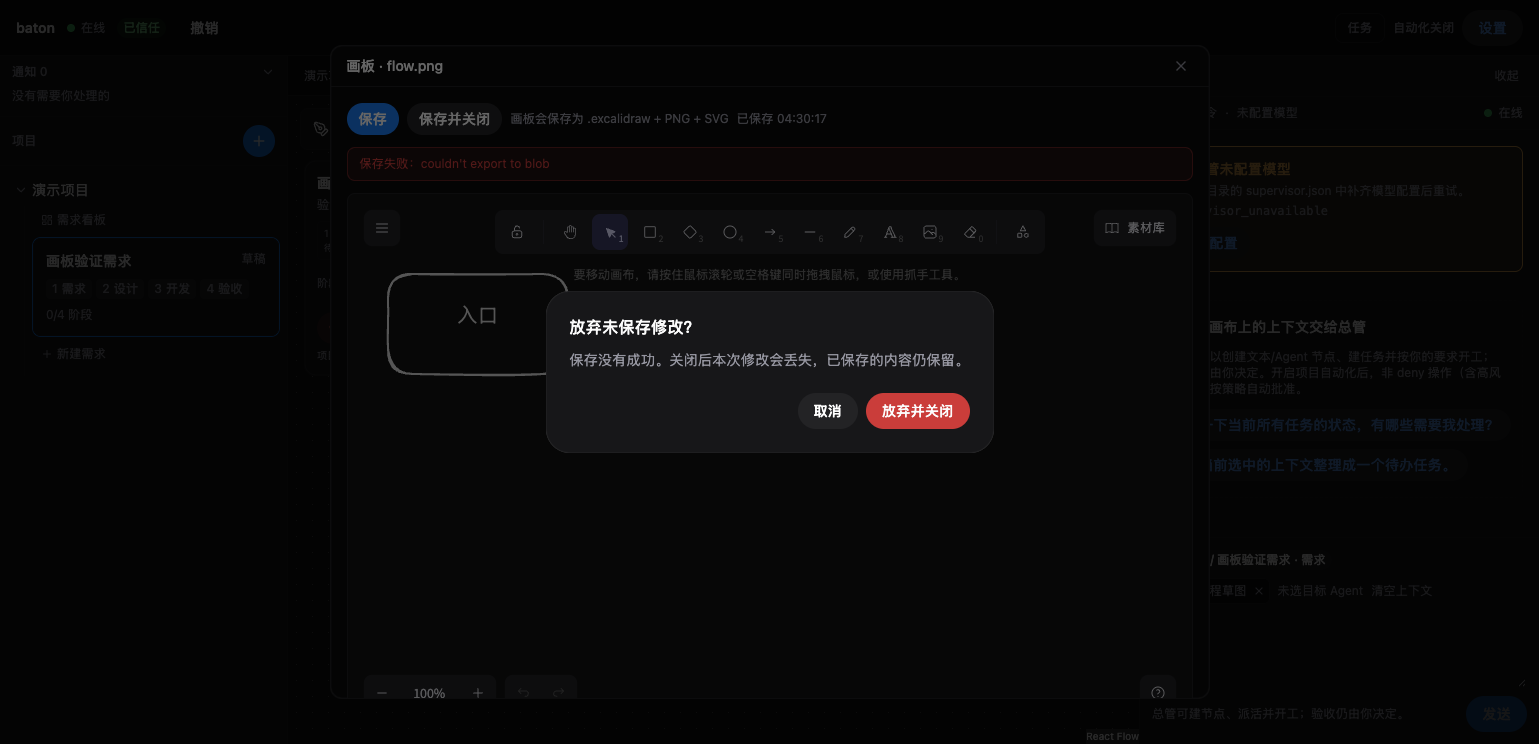 baton 在线 已信任 撤销 任务 自动化关闭 设置
通知 0
没有需要你处理的
项目
演示项目
需求看板
画板验证需求 草稿
1 需求 2 设计 3 开发 4 验收
0/4 阶段
+ 新建需求
演示
画板 · flow.png
保存 保存并关闭 画板会保存为 .excalidraw + PNG + SVG 已保存 04:30:17
保存失败：couldn't export to blob
1 2 3 4 5 6 7 8 9 0
素材库
要移动画布，请按住鼠标滚轮或空格键同时拖拽鼠标，或使用抓手工具。
入口
放弃未保存修改?
保存没有成功。关闭后本次修改会丢失，已保存的内容仍保留。
取消 放弃并关闭
100%
React Flow
收起
· 未配置模型 在线
管未配置模型
目录的 supervisor.json 中补齐模型配置后重试。
visor_unavailable
配置
画布上的上下文交给总管
以创建文本/Agent 节点、建任务并按你的要求开工；
由你决定。开启项目自动化后，非 deny 操作（含高风
按策略自动批准。
下当前所有任务的状态，有哪些需要我处理？
前选中的上下文整理成一个待办任务。
/ 画板验证需求 · 需求
程草图 × 未选目标 Agent 清空上下文
总管可建节点、派活并开工；验收仍由你决定。
发送